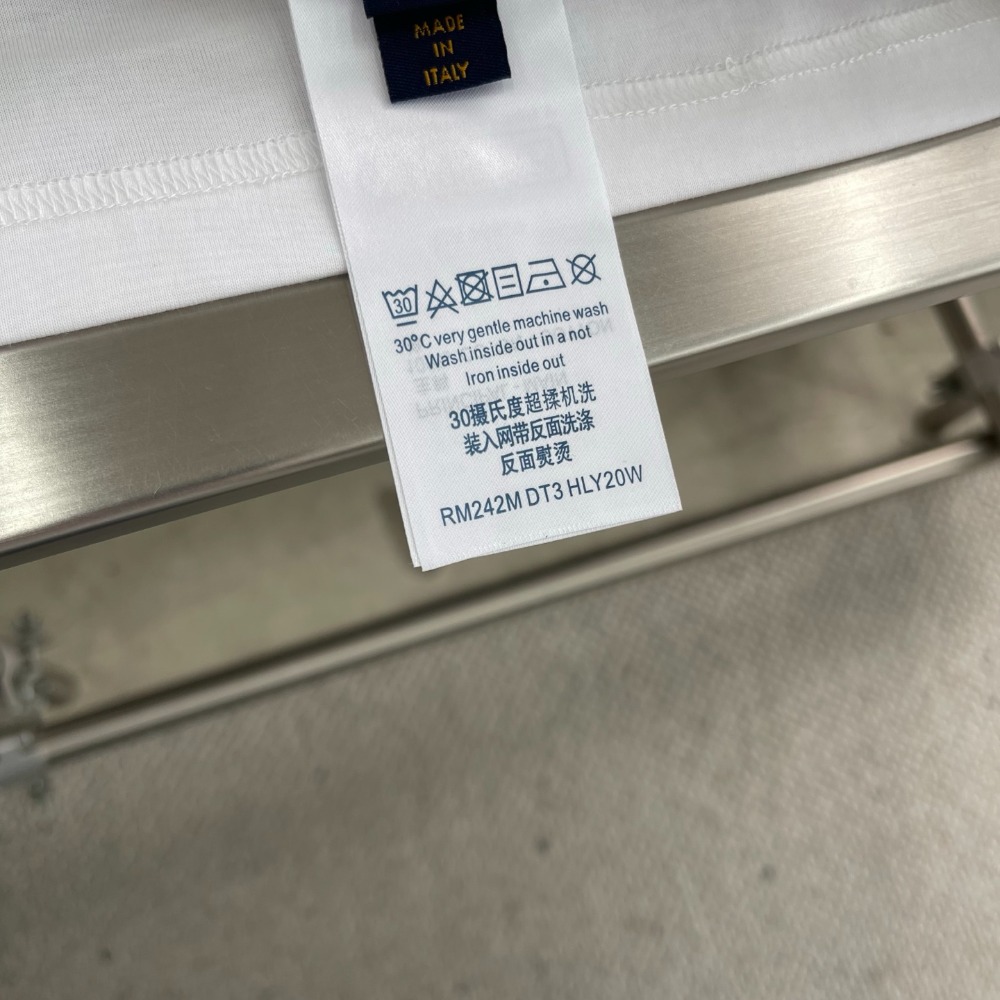 MADE
IN
ITALY
30
30°C very gentle machine wash
Wash inside out in a not
Iron inside out
30摄氏度超揉机洗
装入网带反面洗涤
反面熨烫
RM242M DT3 HLY20W